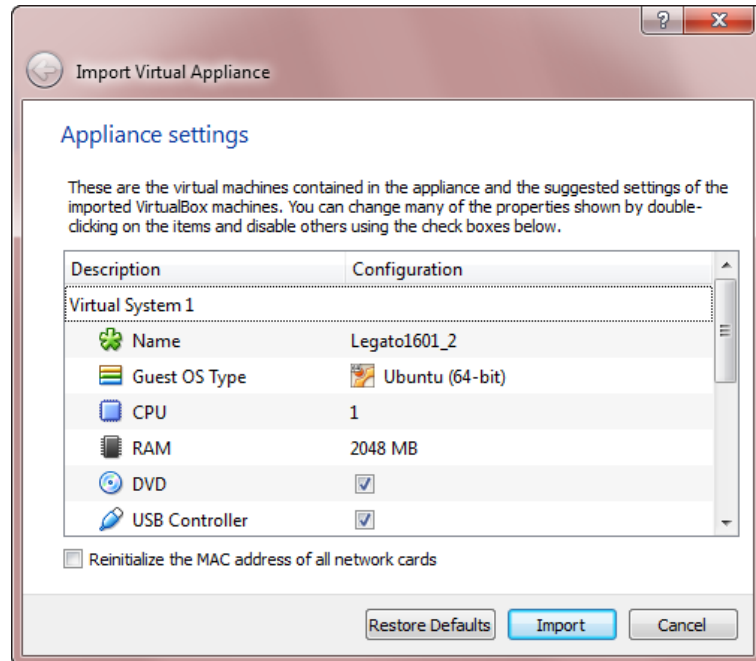 Import Virtual Appliance
Appliance settings
These are the virtual machines contained in the appliance and the suggested settings of the
imported VirtualBox machines. You can change many of the properties shown by double-
clicking on the items and disable others using the check boxes below.
Description Configuration
Virtual System 1
Name Legato1601_2
Guest OS Type Ubuntu (64-bit)
CPU 1
RAM 2048 MB
DVD
USB Controller
Reinitialize the MAC address of all network cards
Restore Defaults Import Cancel